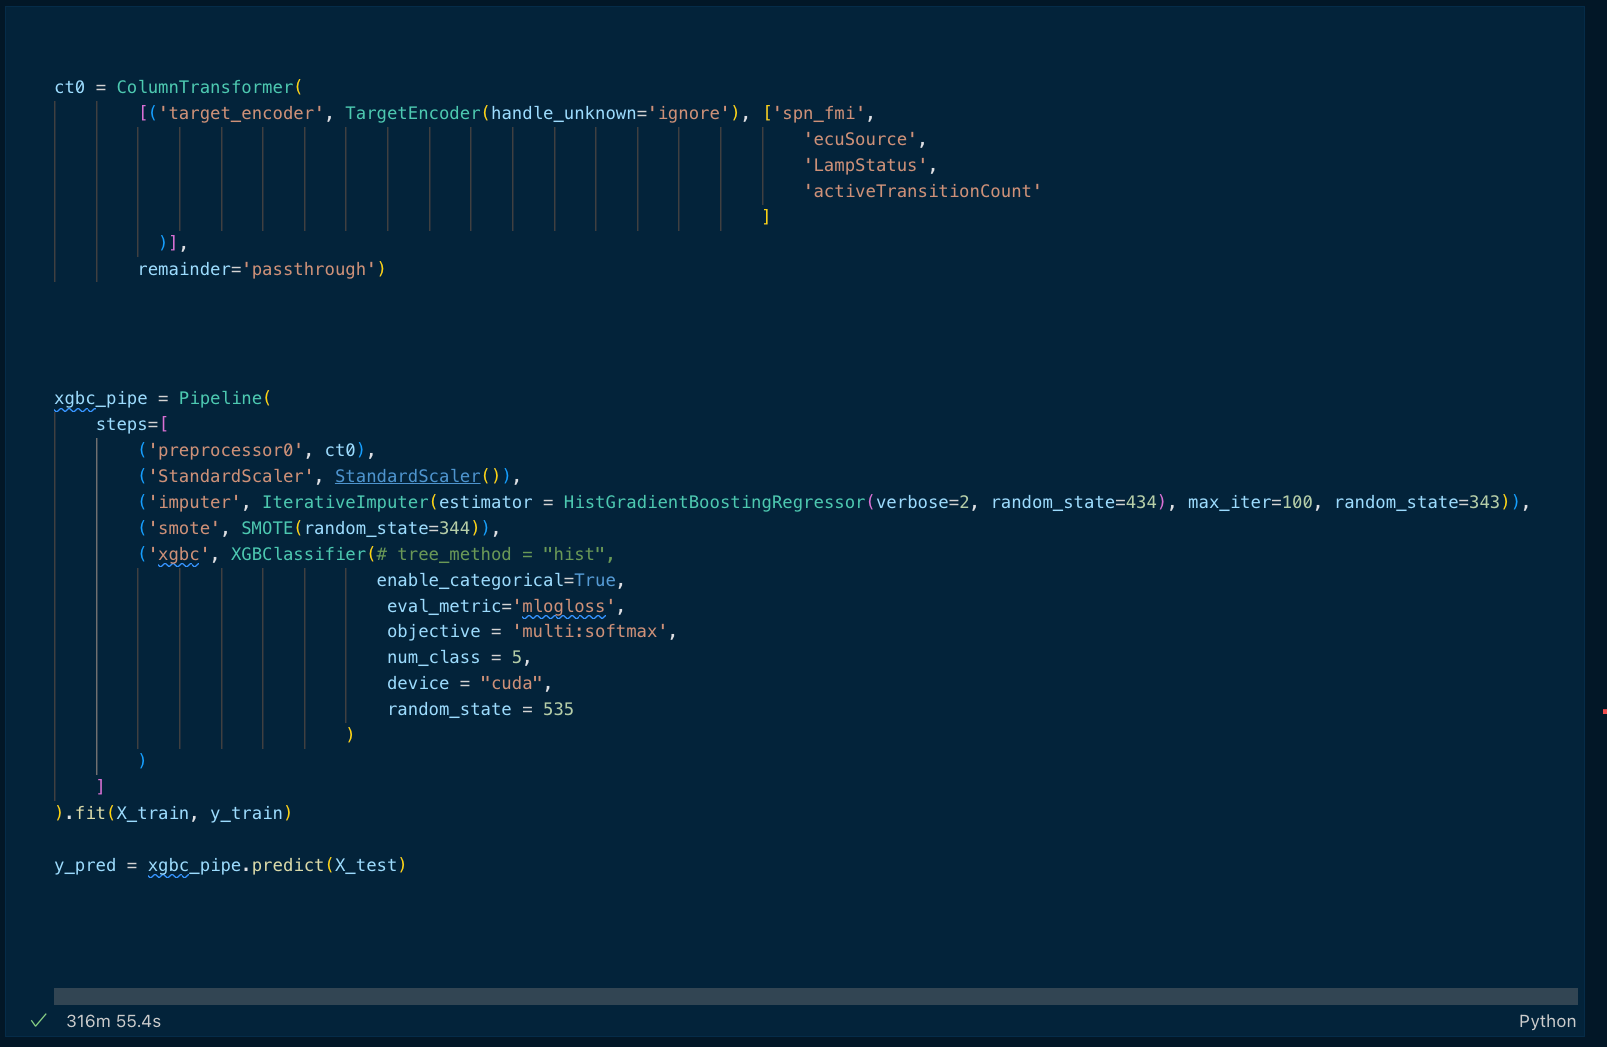 ct0 = ColumnTransformer(
[('target_encoder', TargetEncoder(handle_unknown='ignore'), ['spn_fmi',
'ecuSource',
'LampStatus',
'activeTransitionCount'
]
)],
remainder='passthrough')
xgbc_pipe = Pipeline(
steps=[
('preprocessor0', ct0),
('StandardScaler', StandardScaler()),
('imputer', IterativeImputer(estimator = HistGradientBoostingRegressor(verbose=2, random_state=434), max_iter=100, random_state=343)),
('smote', SMOTE(random_state=344)),
('xgbc', XGBClassifier(# tree_method = "hist",
enable_categorical=True,
eval_metric='mlogloss',
objective = 'multi:softmax',
num_class = 5,
device = "cuda",
random_state = 535
)
)
]
).fit(X_train, y_train)
y_pred = xgbc_pipe.predict(X_test)
316m 55.4s
Python